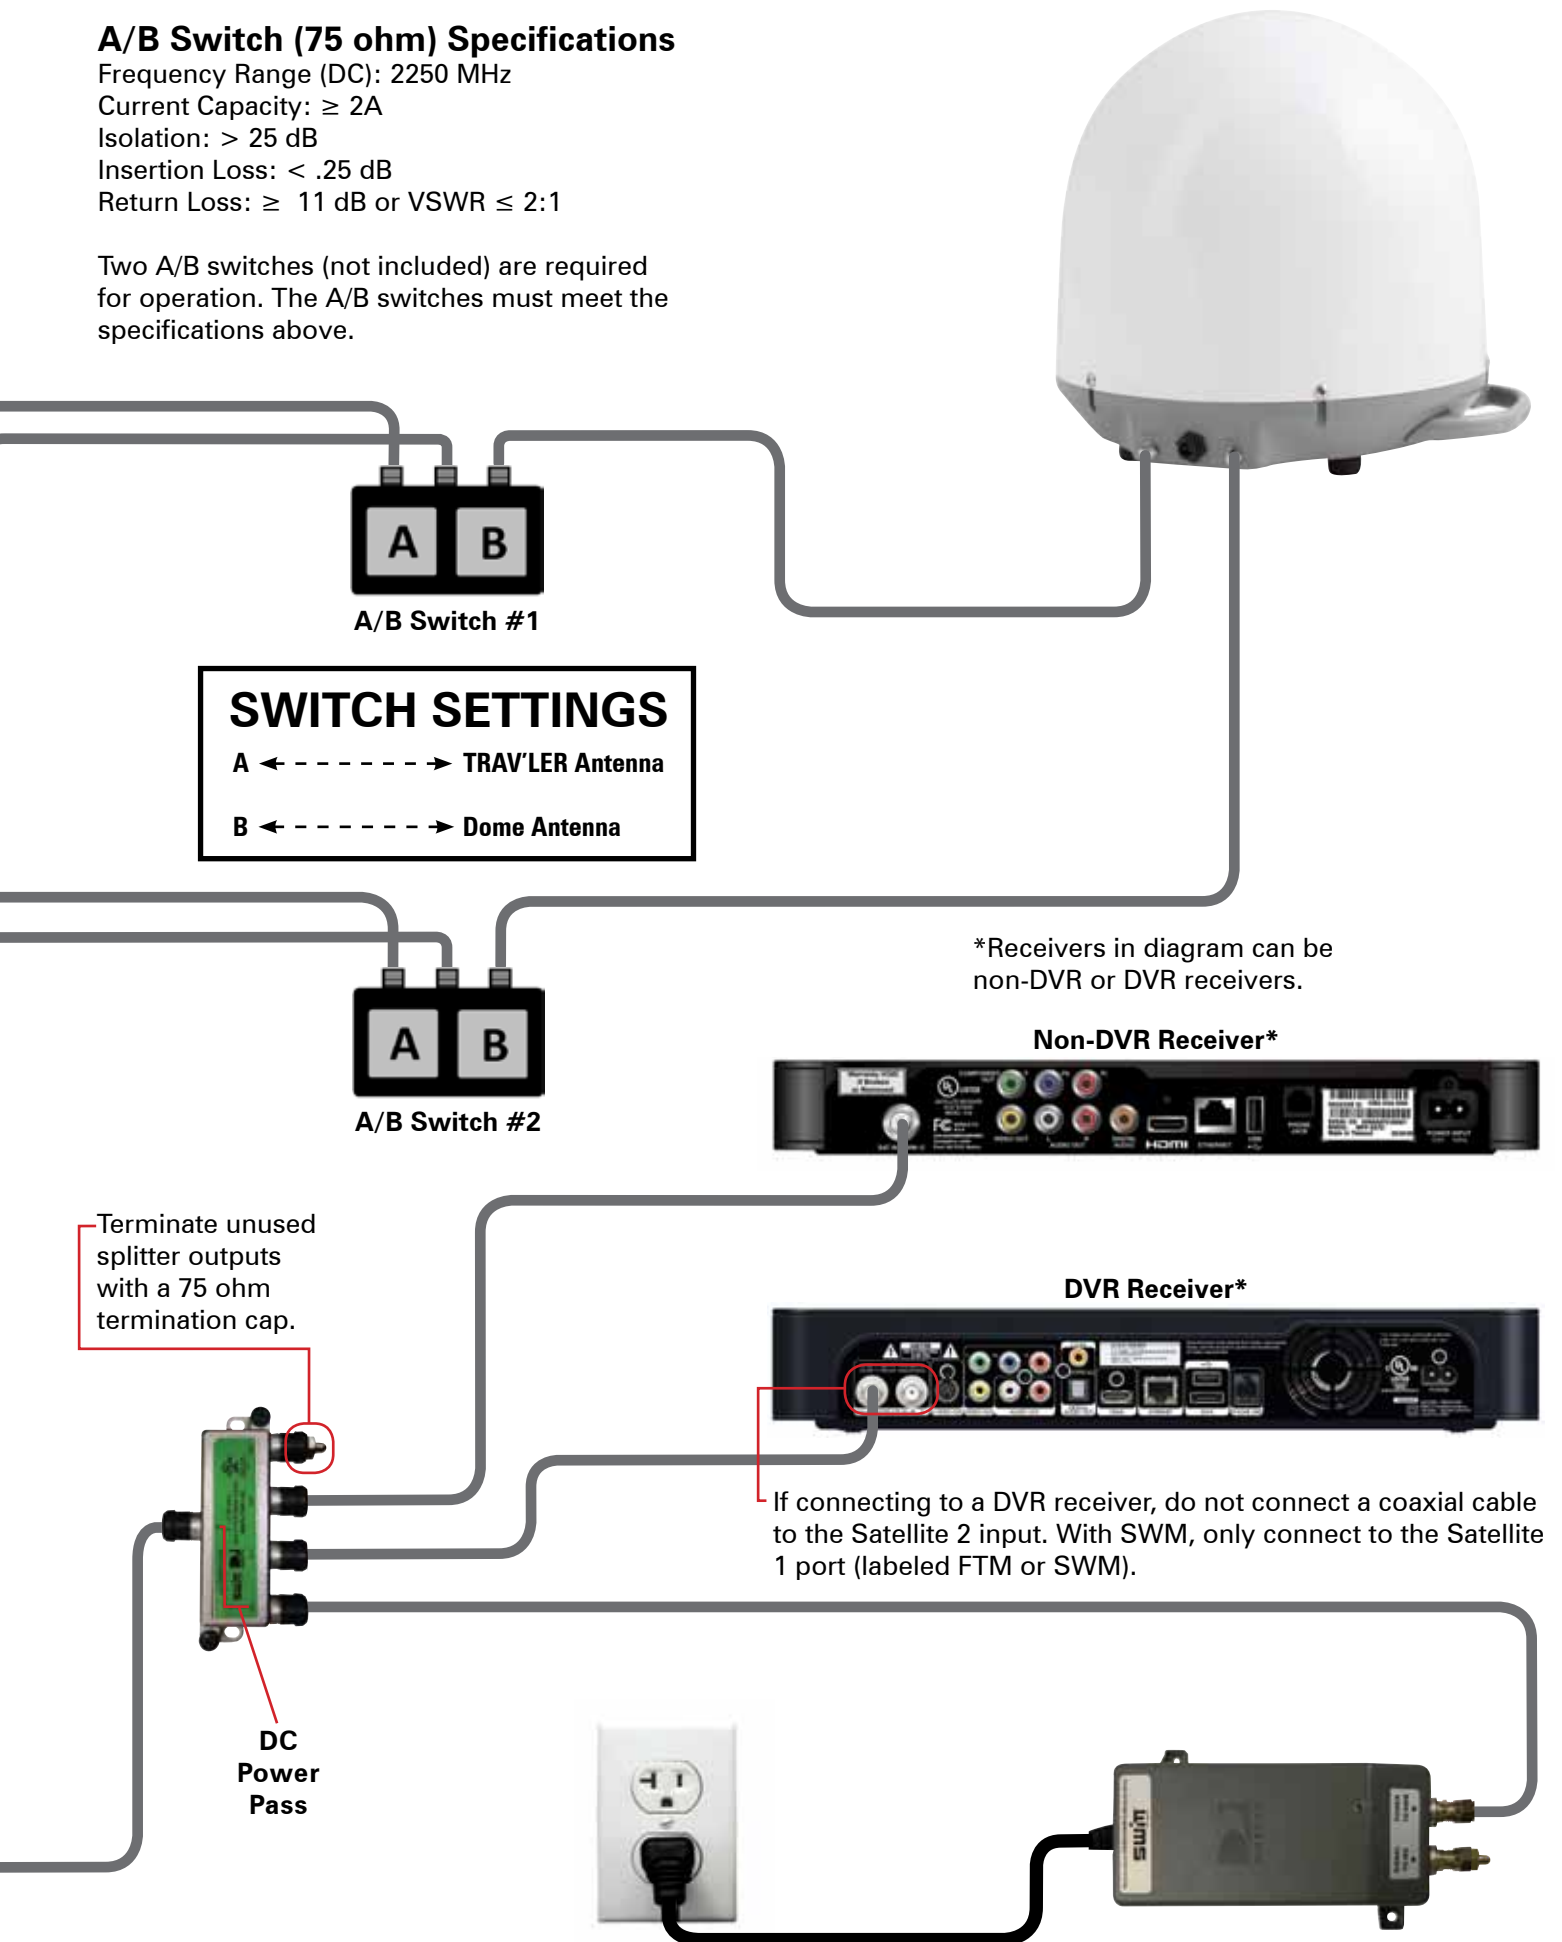 A/B Switch (75 ohm) Specifications
Frequency Range (DC): 2250 MHz
Current Capacity: ≥ 2A
Isolation: > 25 dB
Insertion Loss: < .25 dB
Return Loss: ≥ 11 dB or VSWR ≤ 2:1
Two A/B switches (not included) are required
for operation. The A/B switches must meet the
specifications above.
A B
A/B Switch #1
SWITCH SETTINGS
A TRAV'LER Antenna
B Dome Antenna
A B
A/B Switch #2
*Receivers in diagram can be
non-DVR or DVR receivers.
Non-DVR Receiver*
HDMI
ETHERNET
Terminate unused
splitter outputs
with a 75 ohm
termination cap.
DVR Receiver*
If connecting to a DVR receiver, do not connect a coaxial cable
to the Satellite 2 input. With SWM, only connect to the Satellite
1 port (labeled FTM or SWM).
DC
Power
Pass
SWiM